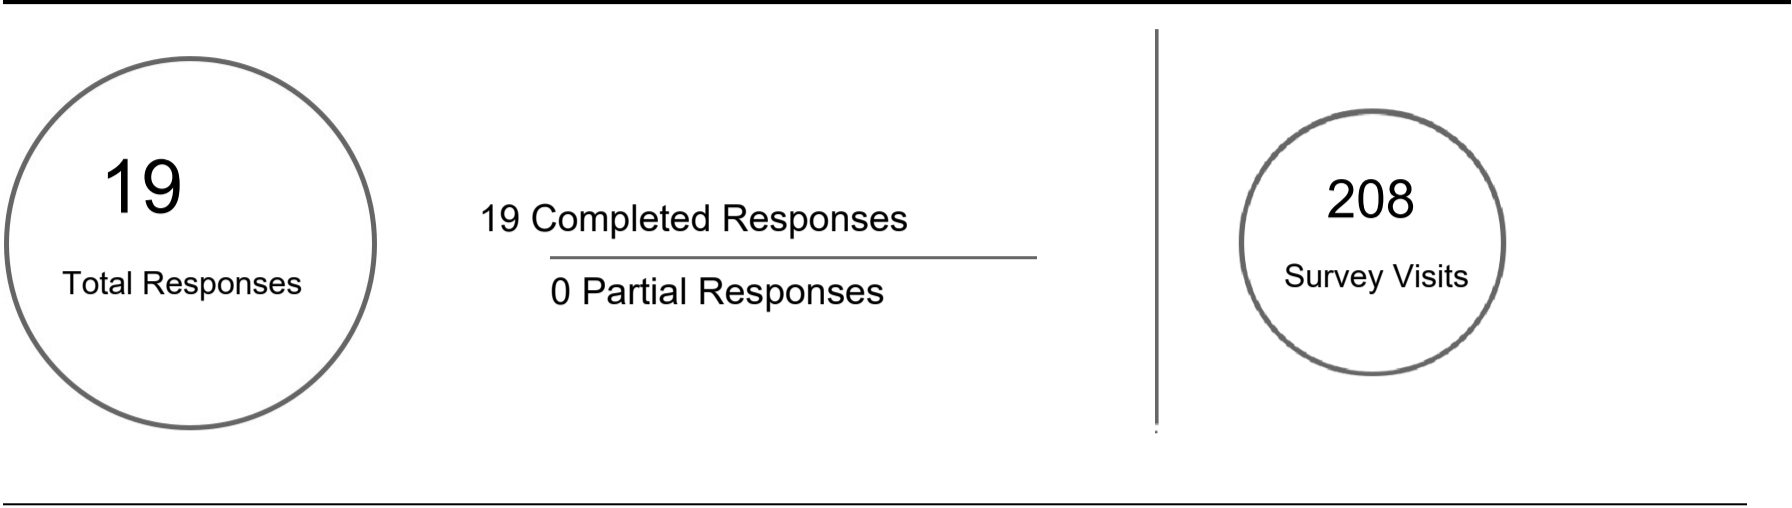 19
Total Responses
19 Completed Responses
0 Partial Responses
208
Survey Visits